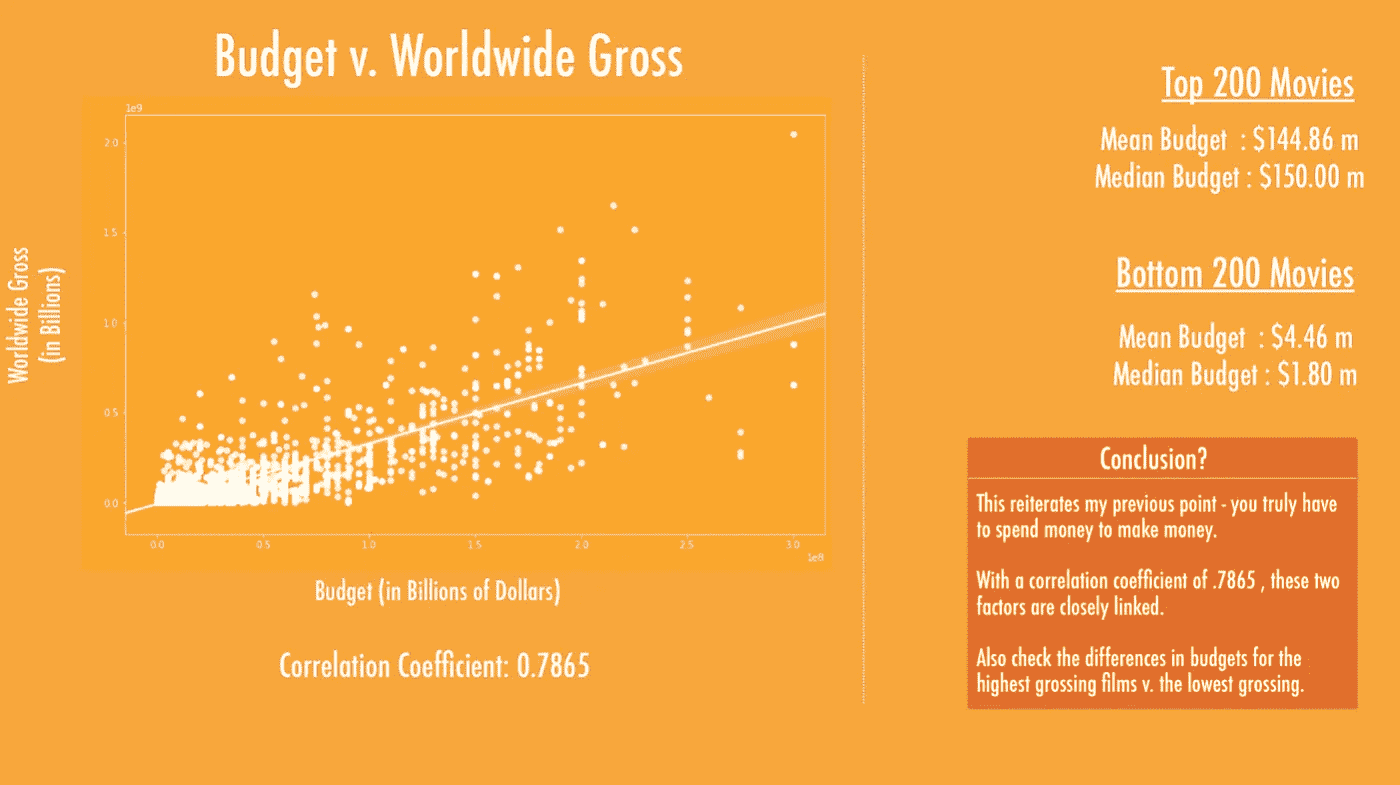 Budget v. Worldwide Gross
1e9
2.0
1.5
1.0
0.5
0.0
Worldwide Gross
(in Billions)
0.0 0.5 1.0 1.5 2.0 2.5 3.0
1e8
Budget (in Billions of Dollars)
Correlation Coefficient: 0.7865
Top 200 Movies
Mean Budget : $144.86 m
Median Budget : $150.00 m
Bottom 200 Movies
Mean Budget : $4.46 m
Median Budget : $1.80 m
Conclusion?
This reiterates my previous point - you truly have
to spend money to make money.
With a correlation coefficient of .7865 , these two
factors are closely linked.
Also check the differences in budgets for the
highest grossing films v. the lowest grossing.